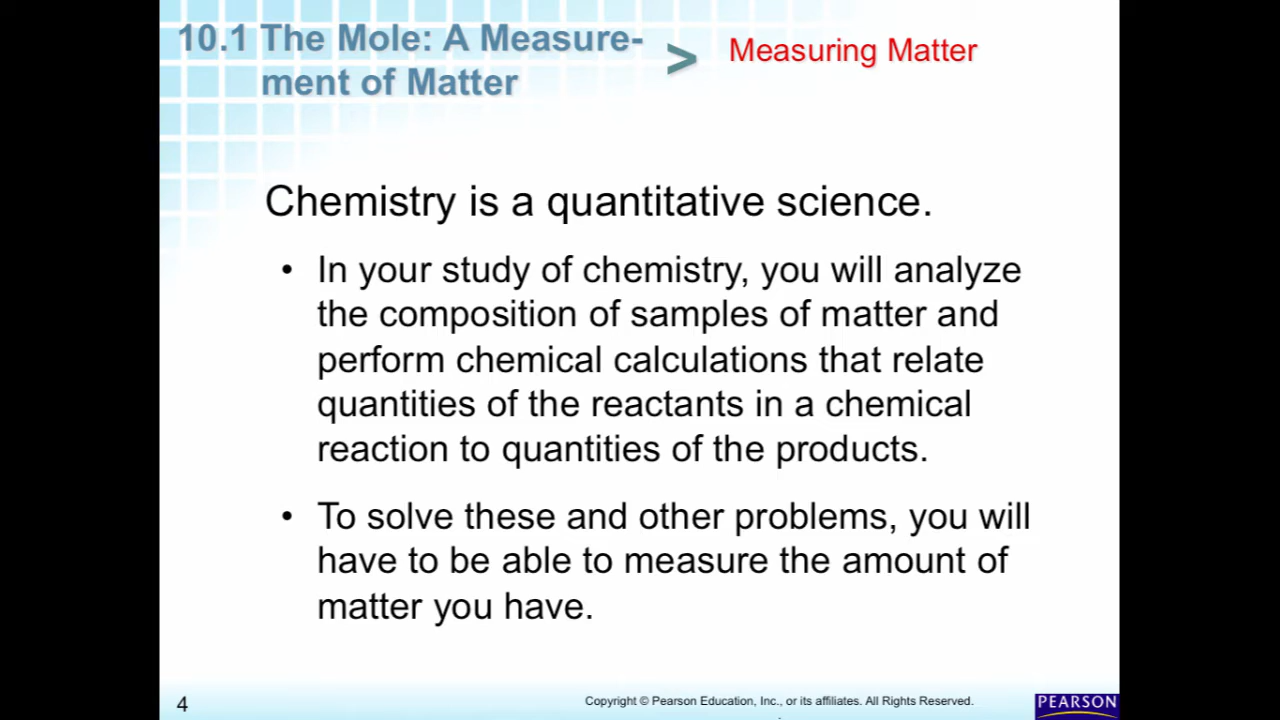 10.1 The Mole: A Measure-
ment of Matter
>
Measuring Matter
Chemistry is a quantitative science.
• In your study of chemistry, you will analyze
the composition of samples of matter and
perform chemical calculations that relate
quantities of the reactants in a chemical
reaction to quantities of the products.
• To solve these and other problems, you will
have to be able to measure the amount of
matter you have.
4
Copyright © Pearson Education, Inc., or its affiliates. All Rights Reserved.
PEARSON